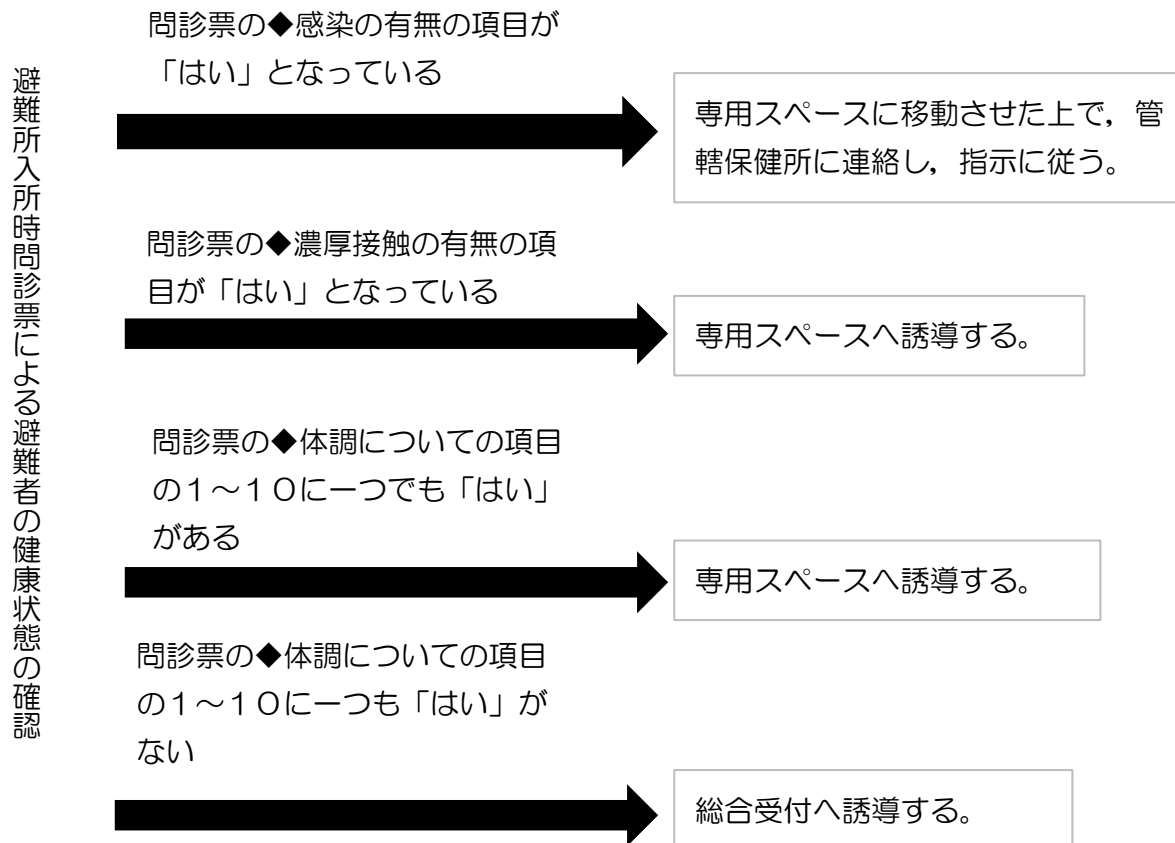 避難所入所時問診票による避難者の健康状態の確認
問診票の◆感染の有無の項目が
「はい」となっている
専用スペースに移動させた上で，管
轄保健所に連絡し，指示に従う。
問診票の◆濃厚接触の有無の項
目が「はい」となっている
専用スペースへ誘導する。
問診票の◆体調についての項目
の１～１０に一つでも「はい」
がある
専用スペースへ誘導する。
問診票の◆体調についての項目
の１～１０に一つも「はい」が
ない
総合受付へ誘導する。